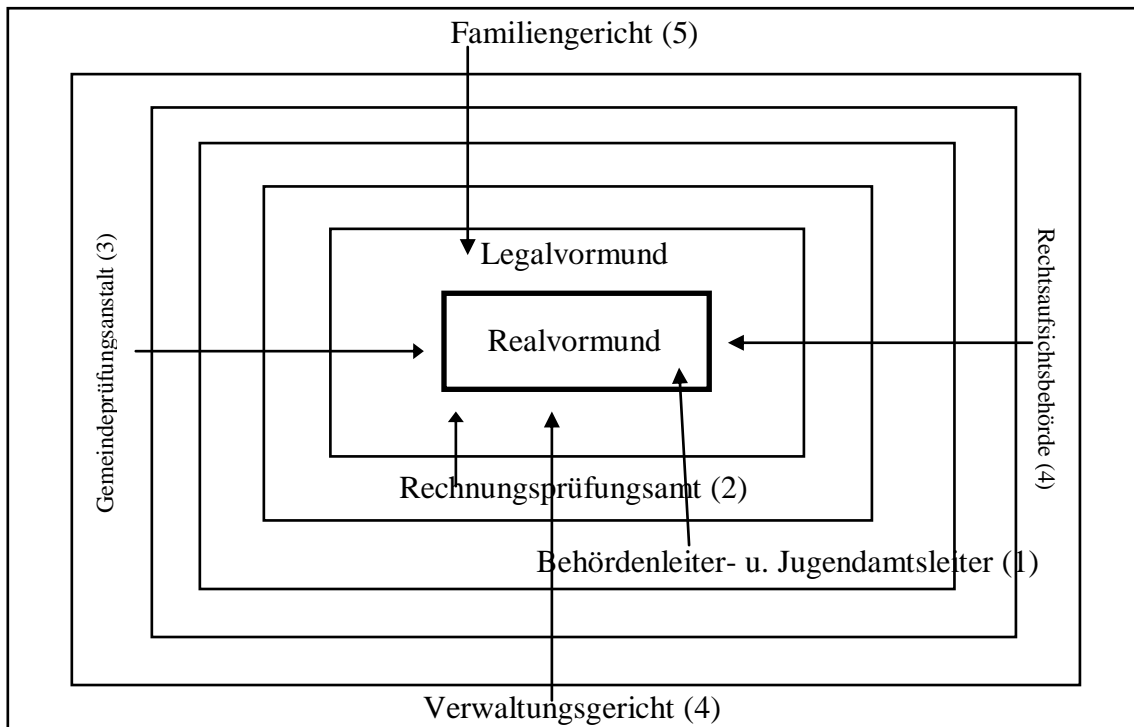 Familiengericht (5)
Legalvormund
Gemeindeprüfungsanstalt (3)
Rechtsaufsichtsbehörde (4)
Realvormund
Rechnungsprüfungsamt (2)
Behördenleiter- u. Jugendamtsleiter (1)
Verwaltungsgericht (4)